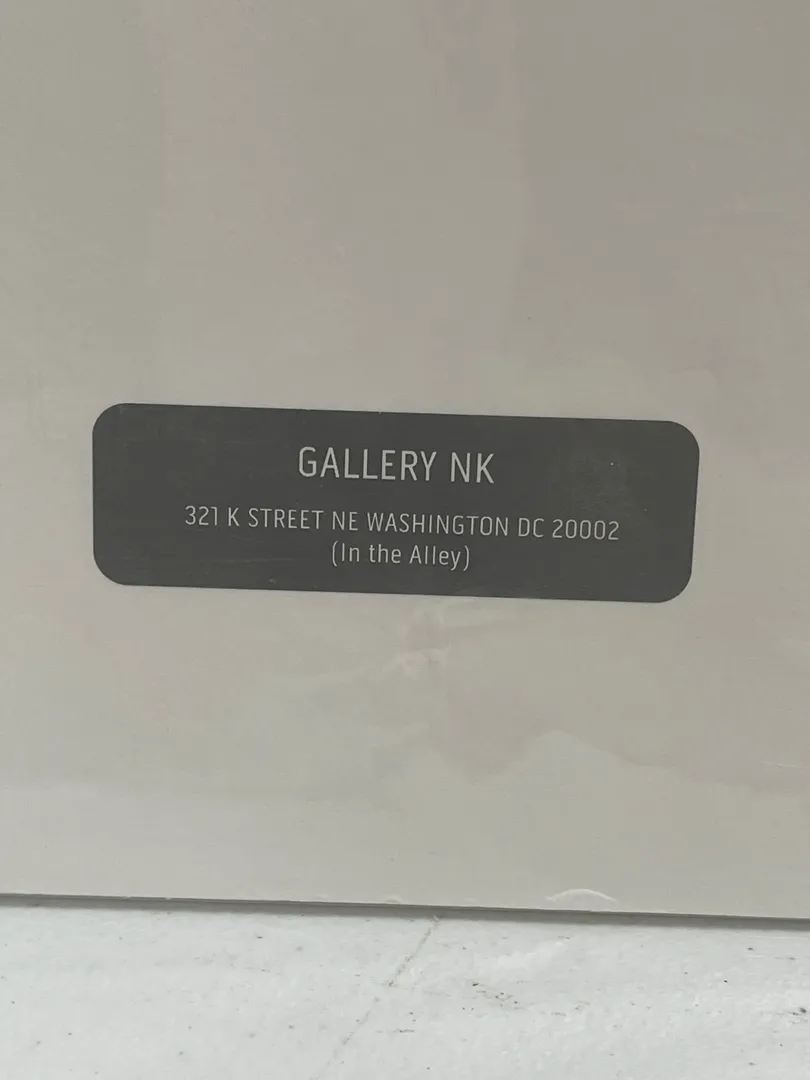 GALLERY NK
321 K STREET NE WASHINGTON DC 20002
(In the Alley)